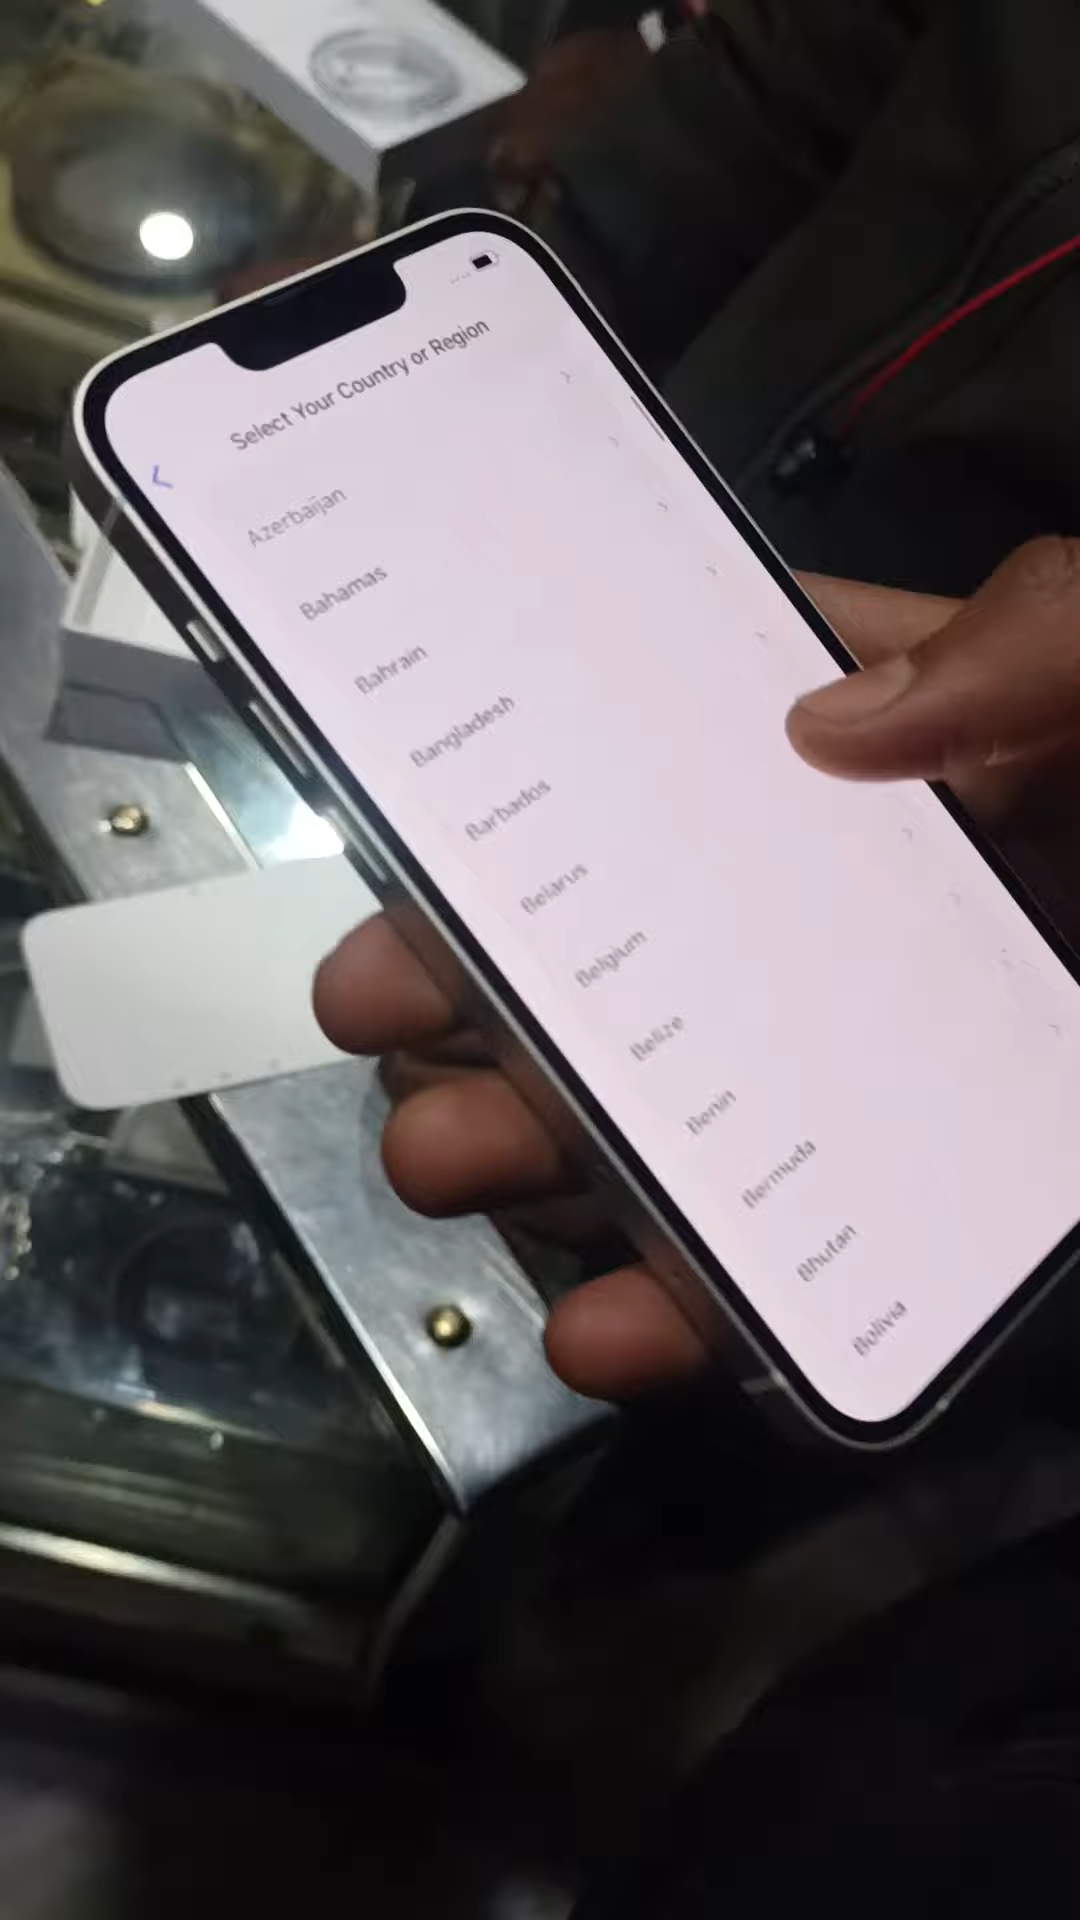 Select Your Country or Region
Azerbaijan
Bahamas
Bahrain
Bangladesh
Barbados
Belarus
Belgium
Belize
Benin
Bermuda
Bhutan
Bolivia